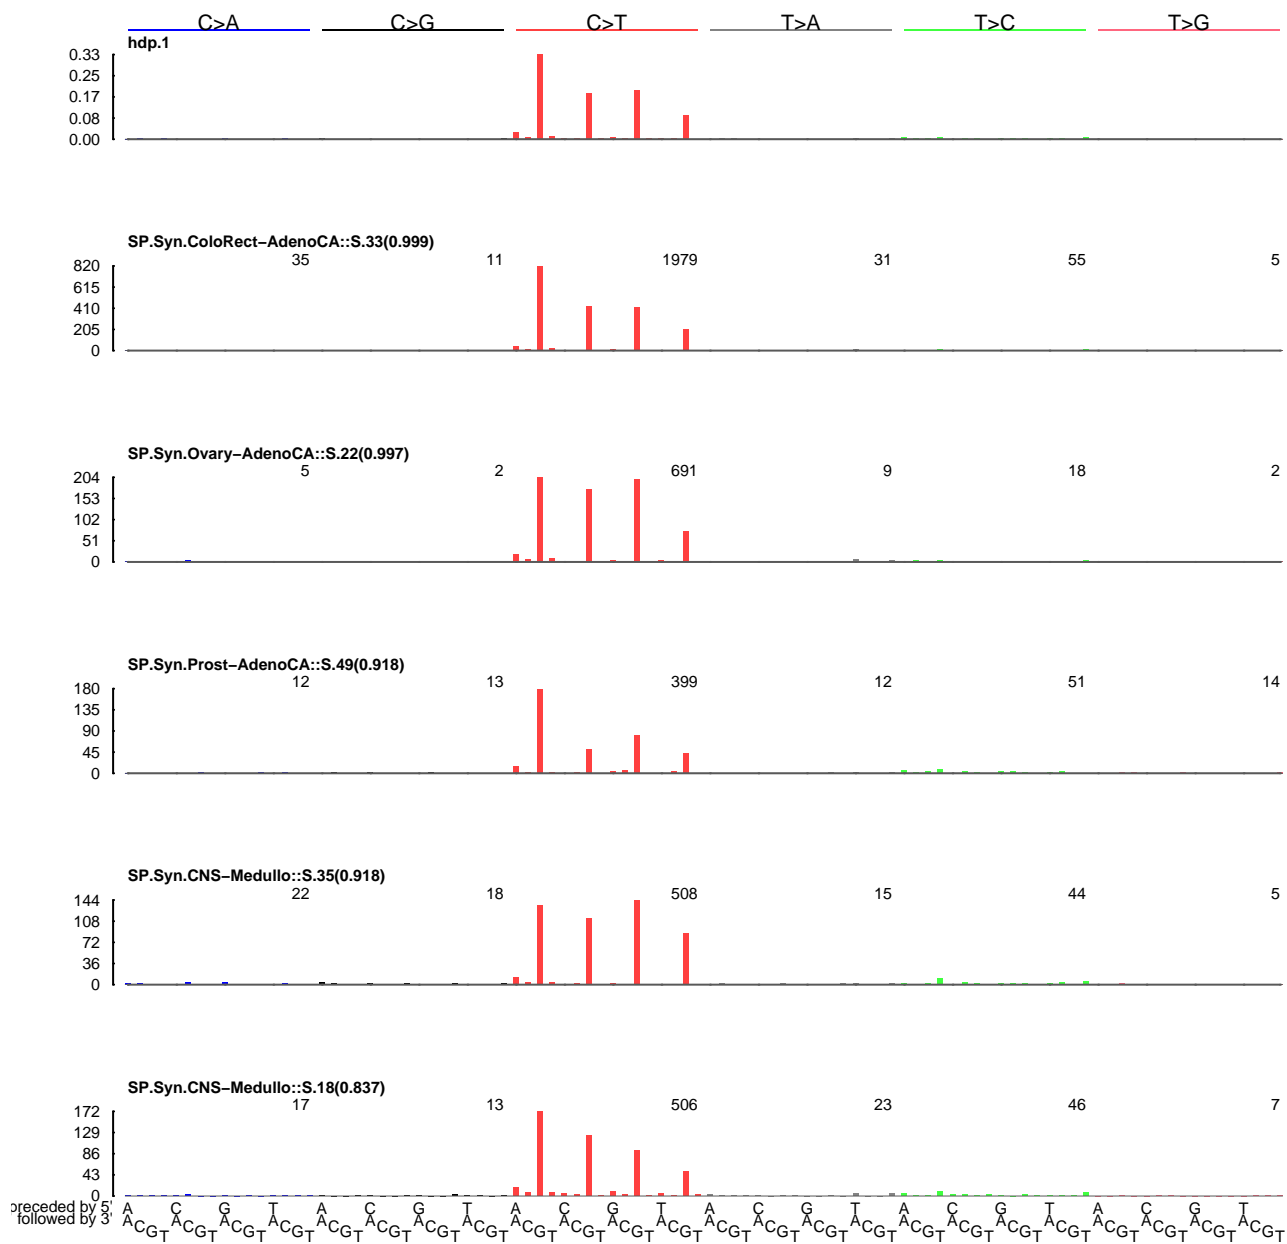 C>A C>G C>T T>A T>C T>G
hdp.1
0.33
0.25
0.17
0.08
0.00
SP.Syn.ColoRect−AdenoCA::S.33(0.999)
35 11 1979 31 55 5
820
615
410
205
0
SP.Syn.Ovary−AdenoCA::S.22(0.997)
5 2 691 9 18 2
204
153
102
51
0
SP.Syn.Prost−AdenoCA::S.49(0.918)
12 13 399 12 51 14
180
135
90
45
0
SP.Syn.CNS−Medullo::S.35(0.918)
22 18 508 15 44 5
144
108
72
36
0
SP.Syn.CNS−Medullo::S.18(0.837)
17 13 506 23 46 7
172
129
86
43
0
preceded by 5' A C G T A C G T A C G T A C G T A C G T A C G T
followed by 3' ACGTACGTACGTACGTACGTACGTACGTACGTACGTACGTACGTACGTACGTACGTACGTACGTACGTACGTACGTACGTACGTACGTACGTACGT